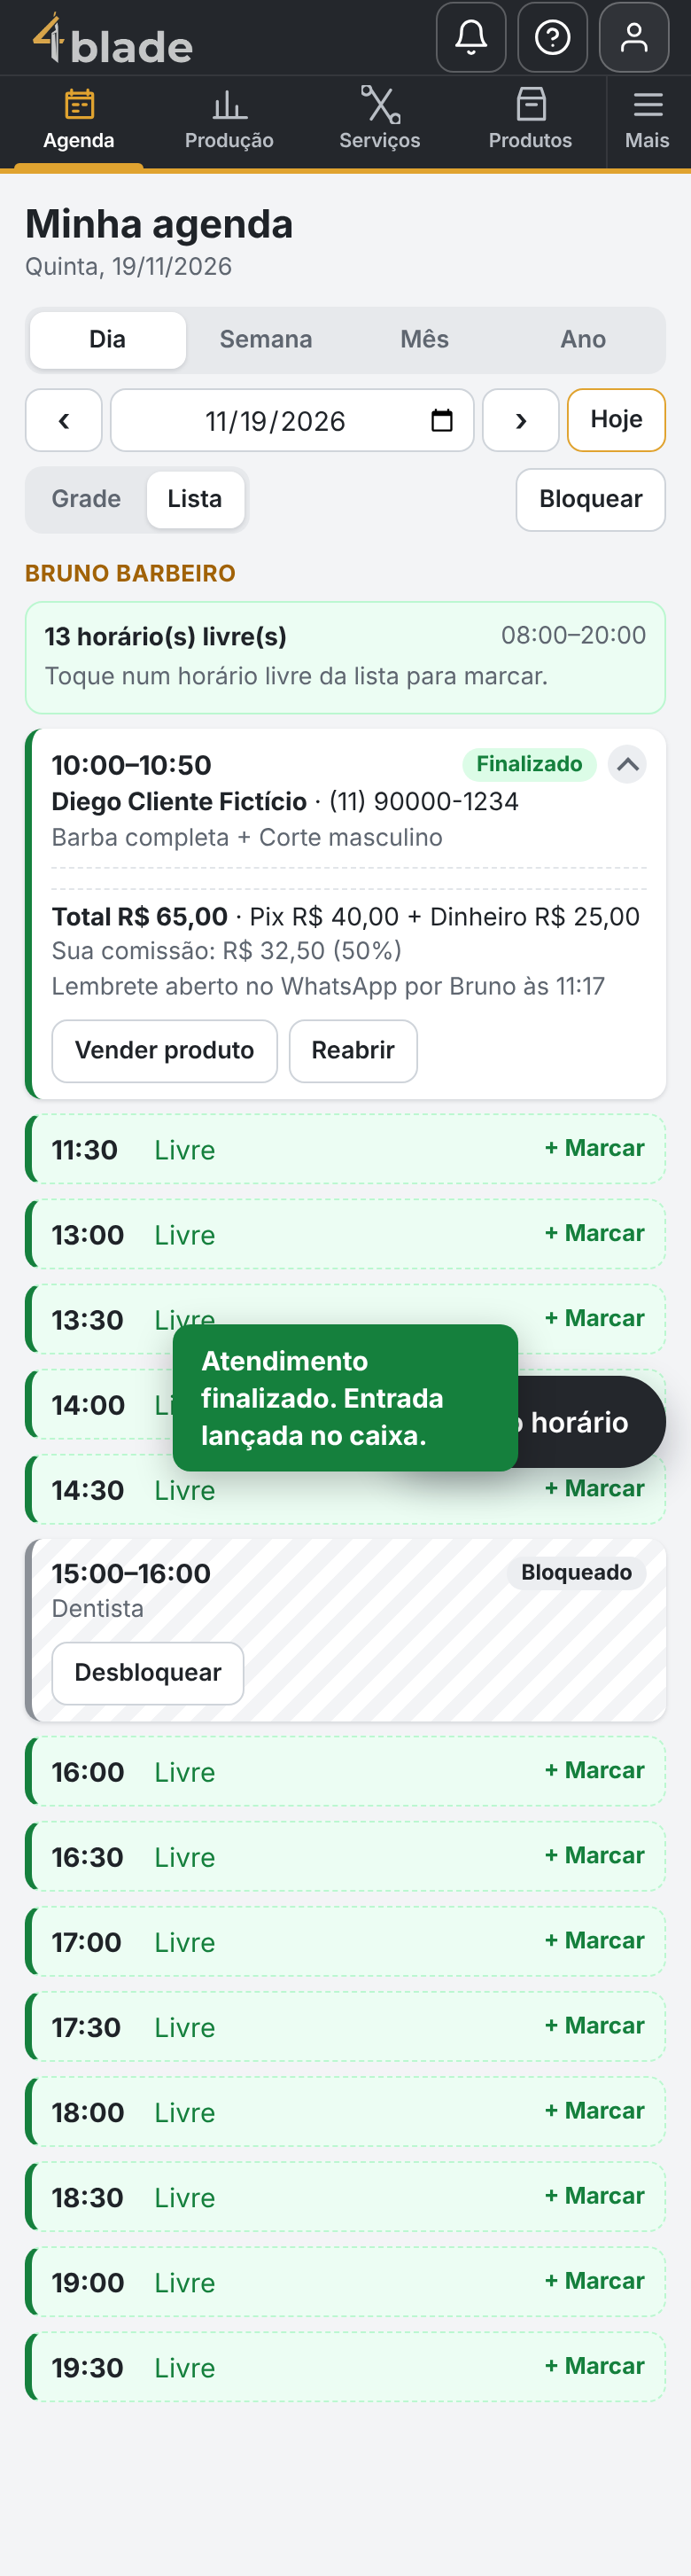 4blade
Agenda
Produção
Serviços
Produtos
Mais
Minha agenda
Quinta, 19/11/2026
Dia
Semana
Mês
Ano
‹
11/19/2026
›
Hoje
Grade
Lista
Bloquear
BRUNO BARBEIRO
13 horário(s) livre(s)
08:00–20:00
Toque num horário livre da lista para marcar.
10:00–10:50
Finalizado
Diego Cliente Fictício · (11) 90000-1234
Barba completa + Corte masculino
Total R$ 65,00 · Pix R$ 40,00 + Dinheiro R$ 25,00
Sua comissão: R$ 32,50 (50%)
Lembrete aberto no WhatsApp por Bruno às 11:17
Vender produto
Reabrir
11:30 Livre + Marcar
13:00 Livre + Marcar
13:30 Livre + Marcar
Atendimento
finalizado. Entrada
lançada no caixa.
14:00
horário
14:30 Livre + Marcar
15:00–16:00
Bloqueado
Dentista
Desbloquear
16:00 Livre + Marcar
16:30 Livre + Marcar
17:00 Livre + Marcar
17:30 Livre + Marcar
18:00 Livre + Marcar
18:30 Livre + Marcar
19:00 Livre + Marcar
19:30 Livre + Marcar